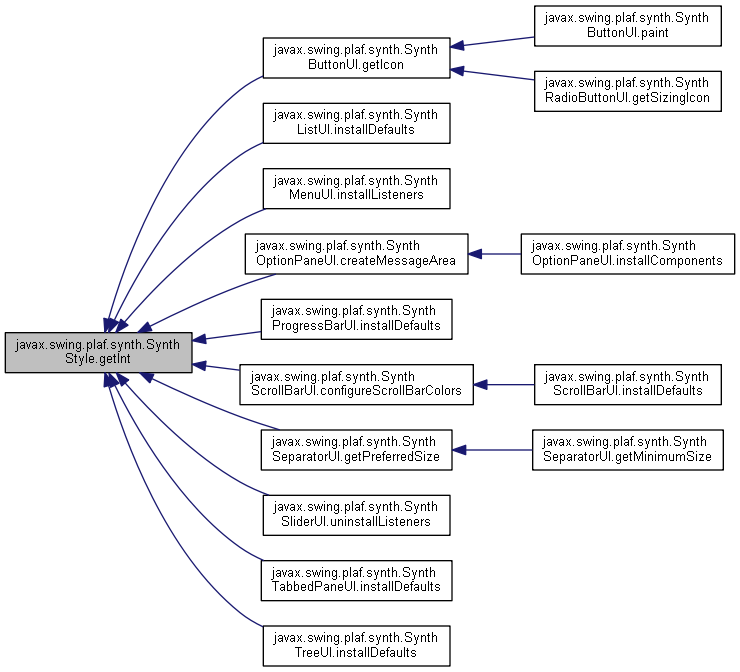 javax.swing.plaf.synth.Synth
Style.getInt
javax.swing.plaf.synth.Synth
ButtonUI.getIcon
javax.swing.plaf.synth.Synth
ButtonUI.paint
javax.swing.plaf.synth.Synth
RadioButtonUI.getSizingIcon
javax.swing.plaf.synth.Synth
ListUI.installDefaults
javax.swing.plaf.synth.Synth
MenuUI.installListeners
javax.swing.plaf.synth.Synth
OptionPaneUI.createMessageArea
javax.swing.plaf.synth.Synth
OptionPaneUI.installComponents
javax.swing.plaf.synth.Synth
ProgressBarUI.installDefaults
javax.swing.plaf.synth.Synth
ScrollBarUI.configureScrollBarColors
javax.swing.plaf.synth.Synth
ScrollBarUI.installDefaults
javax.swing.plaf.synth.Synth
SeparatorUI.getPreferredSize
javax.swing.plaf.synth.Synth
SeparatorUI.getMinimumSize
javax.swing.plaf.synth.Synth
SliderUI.uninstallListeners
javax.swing.plaf.synth.Synth
TabbedPaneUI.installDefaults
javax.swing.plaf.synth.Synth
TreeUI.installDefaults